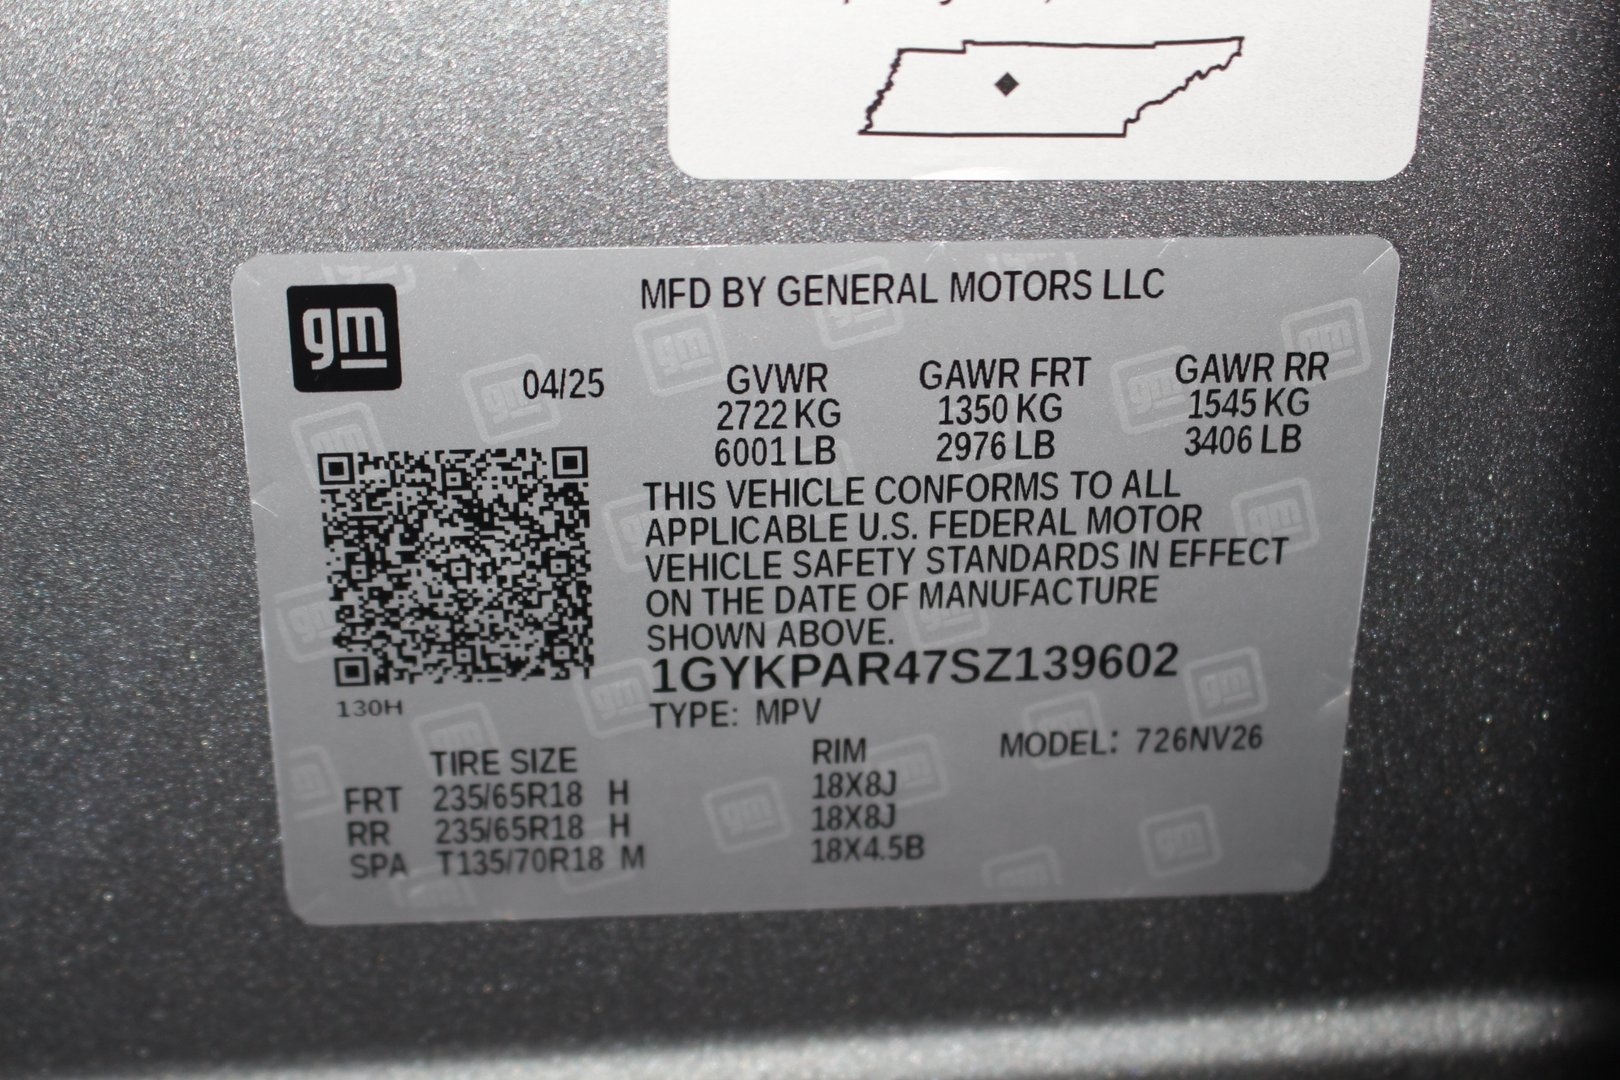 gm
MFD BY GENERAL MOTORS LLC
04/25
GVWR GAWR FRT GAWR RR
2722 KG 1350 KG 1545 KG
6001 LB 2976 LB 3406 LB
THIS VEHICLE CONFORMS TO ALL
APPLICABLE U.S. FEDERAL MOTOR
VEHICLE SAFETY STANDARDS IN EFFECT
ON THE DATE OF MANUFACTURE
SHOWN ABOVE.
1GYKPAR47SZ139602
130H
TYPE: MPV
TIRE SIZE RIM MODEL: 726NV26
FRT 235/65R18 H 18X8J
RR 235/65R18 H 18X8J
SPA T135/70R18 M 18X4.5B